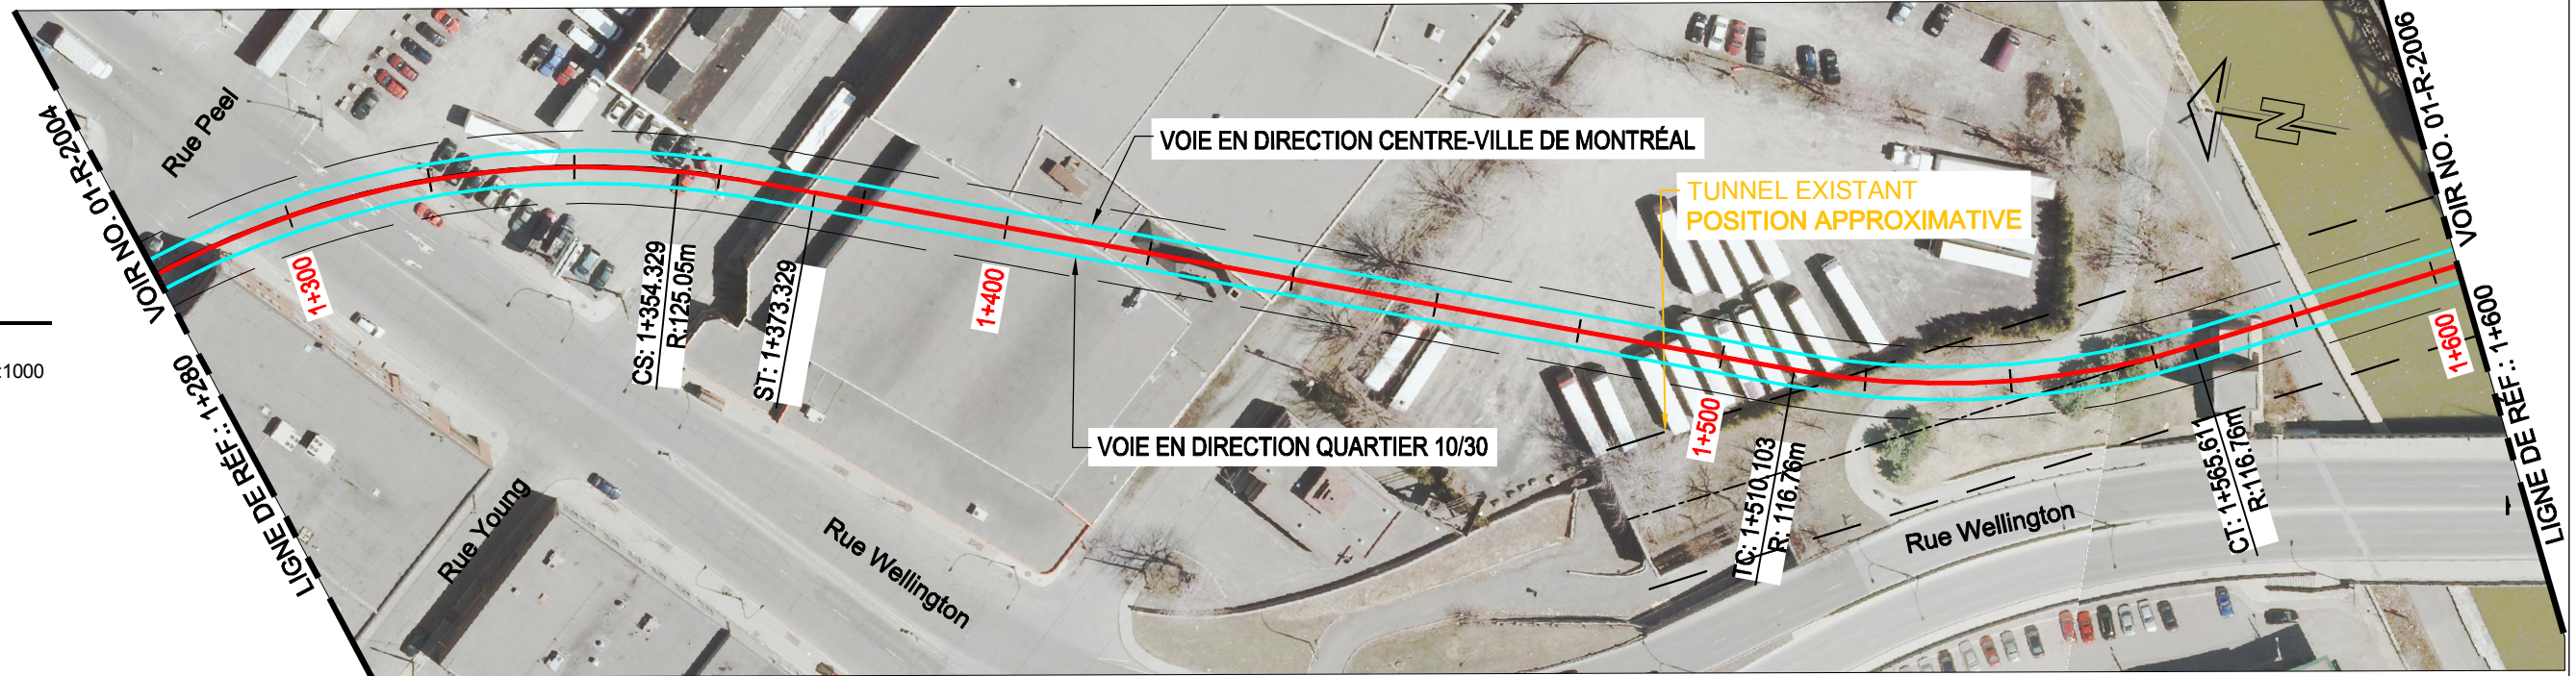 VOIR NO. 01-R-2004
LIGNE DE RÉF.: 1+280
:1000
Rue Peel
1+300
Rue Young
CS: 1+354.329
R:125.05m
ST: 1+373.329
Rue Wellington
1+400
VOIE EN DIRECTION CENTRE-VILLE DE MONTRÉAL
VOIE EN DIRECTION QUARTIER 10/30
TUNNEL EXISTANT
POSITION APPROXIMATIVE
1+500
TC: 1+510.103
R: 116.76m
Rue Wellington
CT: 1+565.611
R:116.76m
N
1+600
VOIR NO. 01-R-2006
LIGNE DE RÉF.: 1+600